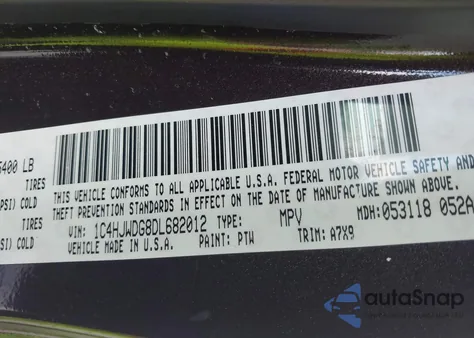 5400 LB
TIRES
PSI) COLD
TIRES
PSI) COLD
THIS VEHICLE CONFORMS TO ALL APPLICABLE U.S.A. FEDERAL MOTOR VEHICLE SAFETY AND
THEFT PREVENTION STANDARDS IN EFFECT ON THE DATE OF MANUFACTURE SHOWN ABOVE.
VIN: 1C4HJWDG8DL682012 TYPE: MPV MDH: 053118 052A
VEHICLE MADE IN U.S.A. PAINT: PTW TRIM: A7X9
autoSnap